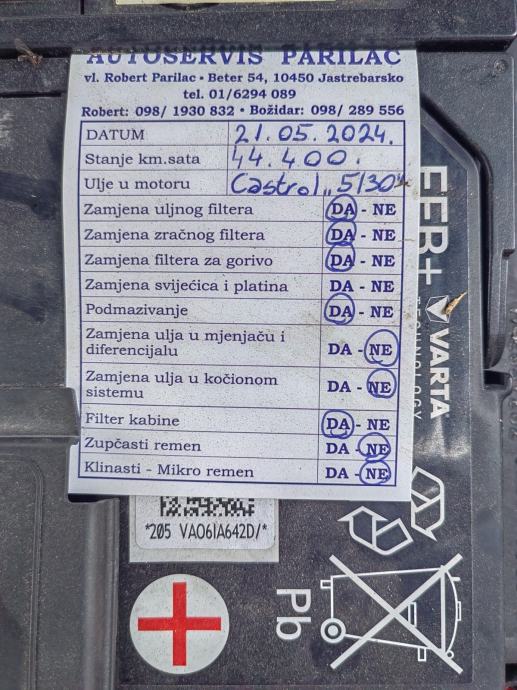 AUTOSERVIS PARILAC
vl. Robert Parilac • Beter 54, 10450 Jastrebarsko
tel. 01/6294 089
Robert: 098/ 1930 832 • Božidar: 098/ 289 556
DATUM 21.05.2024.
Stanje km.sata 44.400.
Ulje u motoru Castrol „5/30"
Zamjena uljnog filtera DA - NE
Zamjena zračnog filtera DA - NE
Zamjena filtera za gorivo DA - NE
Zamjena svijećica i platina DA - NE
Podmazivanje DA - NE
Zamjena ulja u mjenjaču i
diferencijalu DA - NE
Zamjena ulja u kočionom
sistemu DA - NE
Filter kabine DA - NE
Zupčasti remen DA - NE
Klinasti - Mikro remen DA - NE
VARTA
*205 VA061A642D/*
Pb